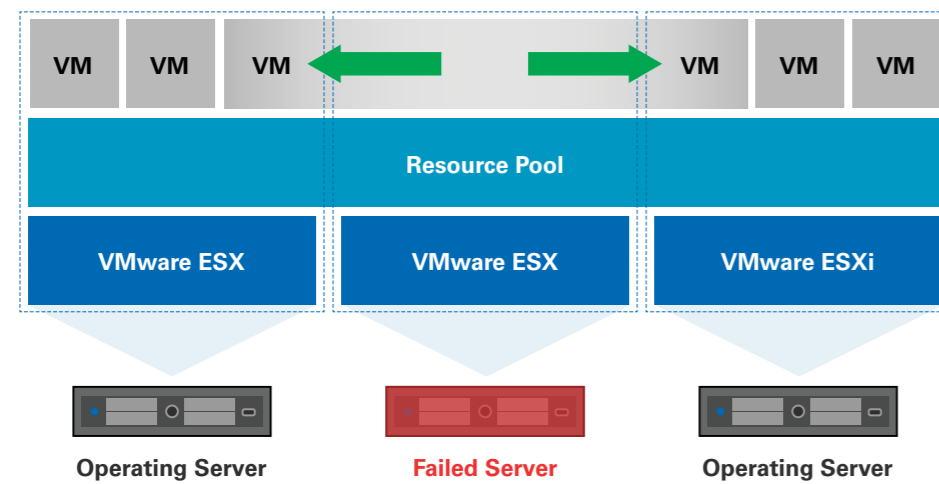 VM VM VM VM VM VM
Resource Pool
VMware ESX VMware ESX VMware ESXi
Operating Server Failed Server Operating Server